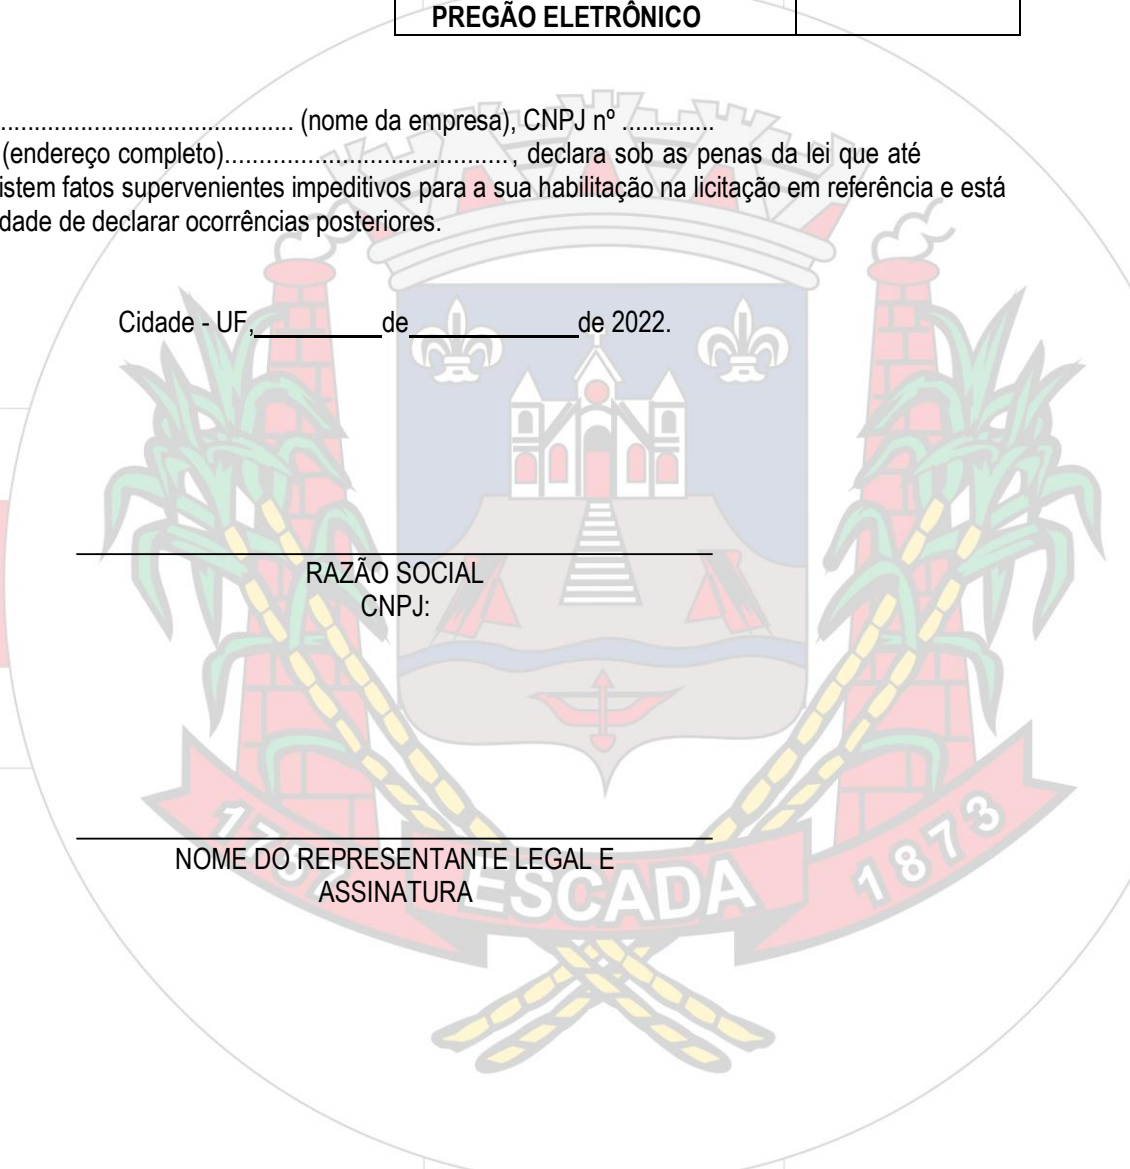 PREGÃO ELETRÔNICO
............................................ (nome da empresa), CNPJ nº ..............
(endereço completo)..........................................., declara sob as penas da lei que até
istem fatos supervenientes impeditivos para a sua habilitação na licitação em referência e está
dade de declarar ocorrências posteriores.
Cidade - UF,__________de_____________de 2022.
RAZÃO SOCIAL
CNPJ:
NOME DO REPRESENTANTE LEGAL E
ASSINATURA
1757 ESCADA 1873